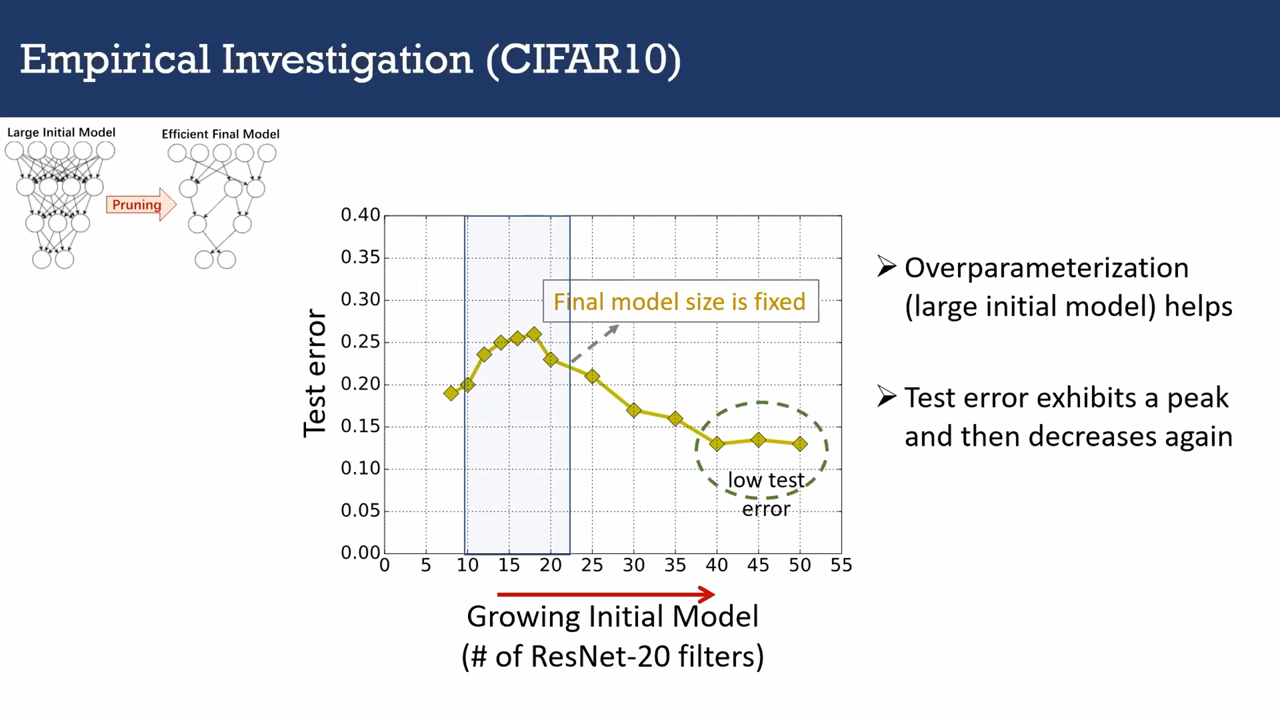 Empirical Investigation (CIFAR10)
Large Initial Model
Efficient Final Model
Pruning
Test error
0.40
0.35
0.30
0.25
0.20
0.15
0.10
0.05
0.00
Final model size is fixed
low test
error
0 5 10 15 20 25 30 35 40 45 50 55
Growing Initial Model
(# of ResNet-20 filters)
➢ Overparameterization
(large initial model) helps
➢ Test error exhibits a peak
and then decreases again